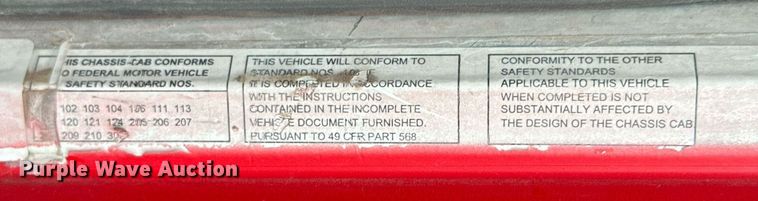 HIS CHASSIS-CAB CONFORMS
O FEDERAL MOTOR VEHICLE
SAFETY STANDARD NOS.
102 103 104 106 111 113
120 121 124 205 206 207
209 210 30
THIS VEHICLE WILL CONFORM TO
STANDARD NOS. 108
IF IT IS COMPLETED IN ACCORDANCE
WITH THE INSTRUCTIONS
CONTAINED IN THE INCOMPLETE
VEHICLE DOCUMENT FURNISHED.
PURSUANT TO 49 CFR PART 568
CONFORMITY TO THE OTHER
SAFETY STANDARDS
APPLICABLE TO THIS VEHICLE
WHEN COMPLETED IS NOT
SUBSTANTIALLY AFFECTED BY
THE DESIGN OF THE CHASSIS CAB
Purple Wave Auction